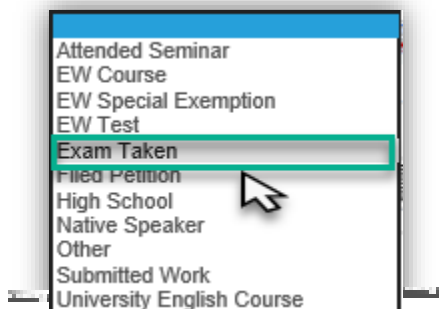 Attended Seminar
EW Course
EW Special Exemption
EW Test
Exam Taken
Filed Petition
High School
Native Speaker
Other
Submitted Work
University English Course